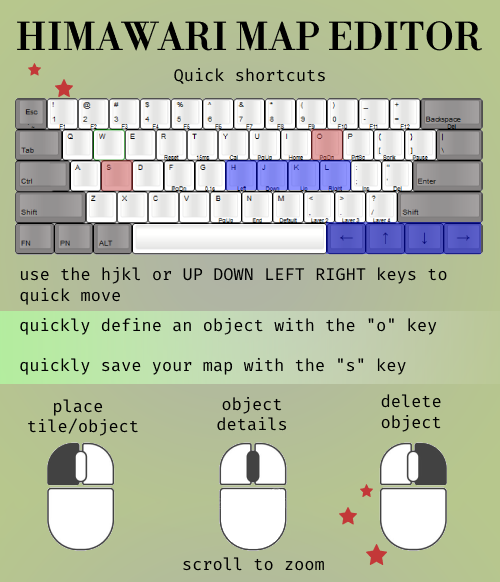 HIMAWARI MAP EDITOR
Quick shortcuts
Esc ! 1 F1 @ 2 F2 # 3 F3 $ 4 F4 % 5 F5 ^ 6 F6 & 7 F7 * 8 F8 ( 9 F9 ) 0 F10 _ - F11 + = F12 Backspace Del
Tab Q W E R Reset T Y Cal U PgUp I Home O PgDn P PrtSc { [ Scrlk } ] Pause | \
Ctrl A S D F PgDn G H Left J Down K Up L Right : ; Ins " ' Del Enter
Shift Z X C V B PgUp N End M Default < , Layer 2 > . Layer 3 ? / Layer 4 Shift
FN PN ALT ← ↑ ↓ →
use the hjkl or UP DOWN LEFT RIGHT keys to
quick move
quickly define an object with the "o" key
quickly save your map with the "s" key
place
tile/object
object
details
delete
object
scroll to zoom